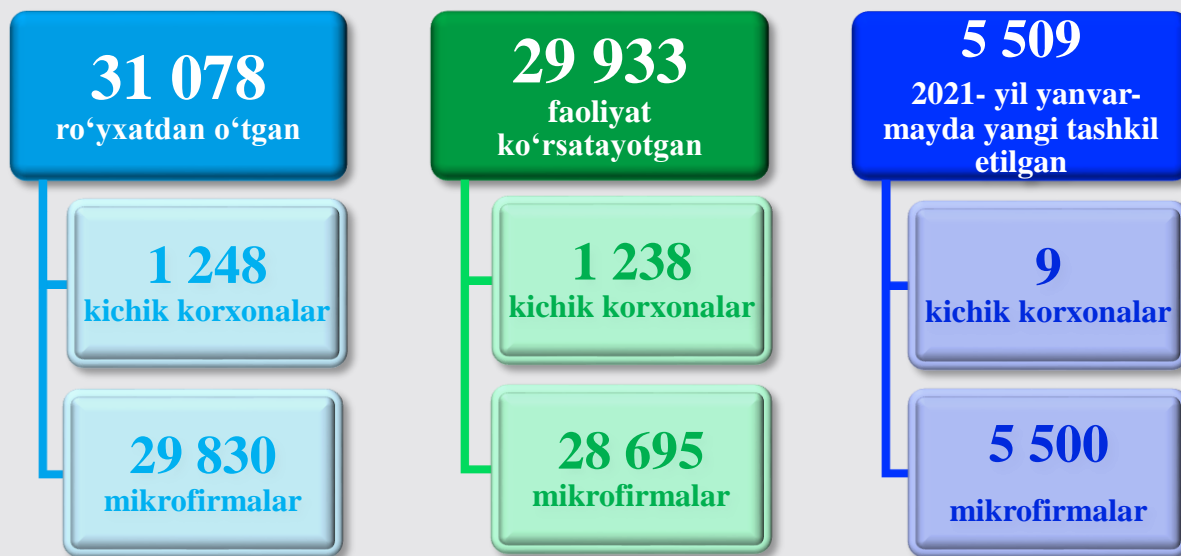 31 078
ro‘yxatdan o‘tgan
1 248
kichik korxonalar
29 830
mikrofirmalar
29 933
faoliyat
ko‘rsatayotgan
1 238
kichik korxonalar
28 695
mikrofirmalar
5 509
2021- yil yanvar-
mayda yangi tashkil
etilgan
9
kichik korxonalar
5 500
mikrofirmalar